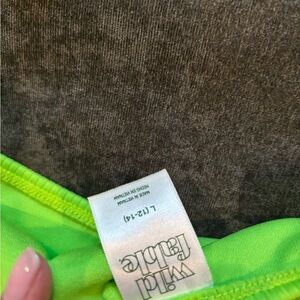 wild
fable
L (12-14)
MADE IN VIETNAM
HECHO EN VIETNAM